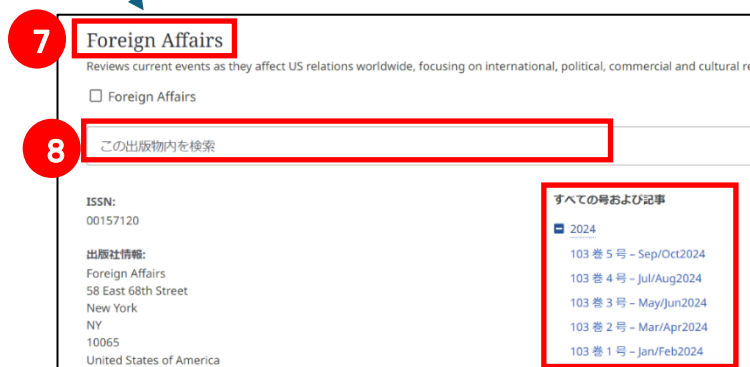 7
Foreign Affairs
Reviews current events as they affect US relations worldwide, focusing on international, political, commercial and cultural
Foreign Affairs
8
この出版物内を検索
ISSN:
00157120
出版社情報:
Foreign Affairs
58 East 68th Street
New York
NY
10065
United States of America
すべての号および記事
2024
103 巻 5 号 – Sep/Oct2024
103 巻 4 号 – Jul/Aug2024
103 巻 3 号 – May/Jun2024
103 巻 2 号 – Mar/Apr2024
103 巻 1 号 – Jan/Feb2024